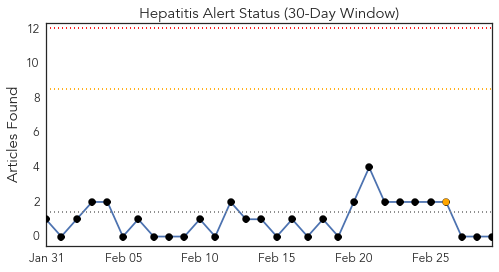 Hepatitis Alert Status (30-Day Window)
Articles Found
12
10
8
6
4
2
0
Jan 31 Feb 05 Feb 10 Feb 15 Feb 20 Feb 25